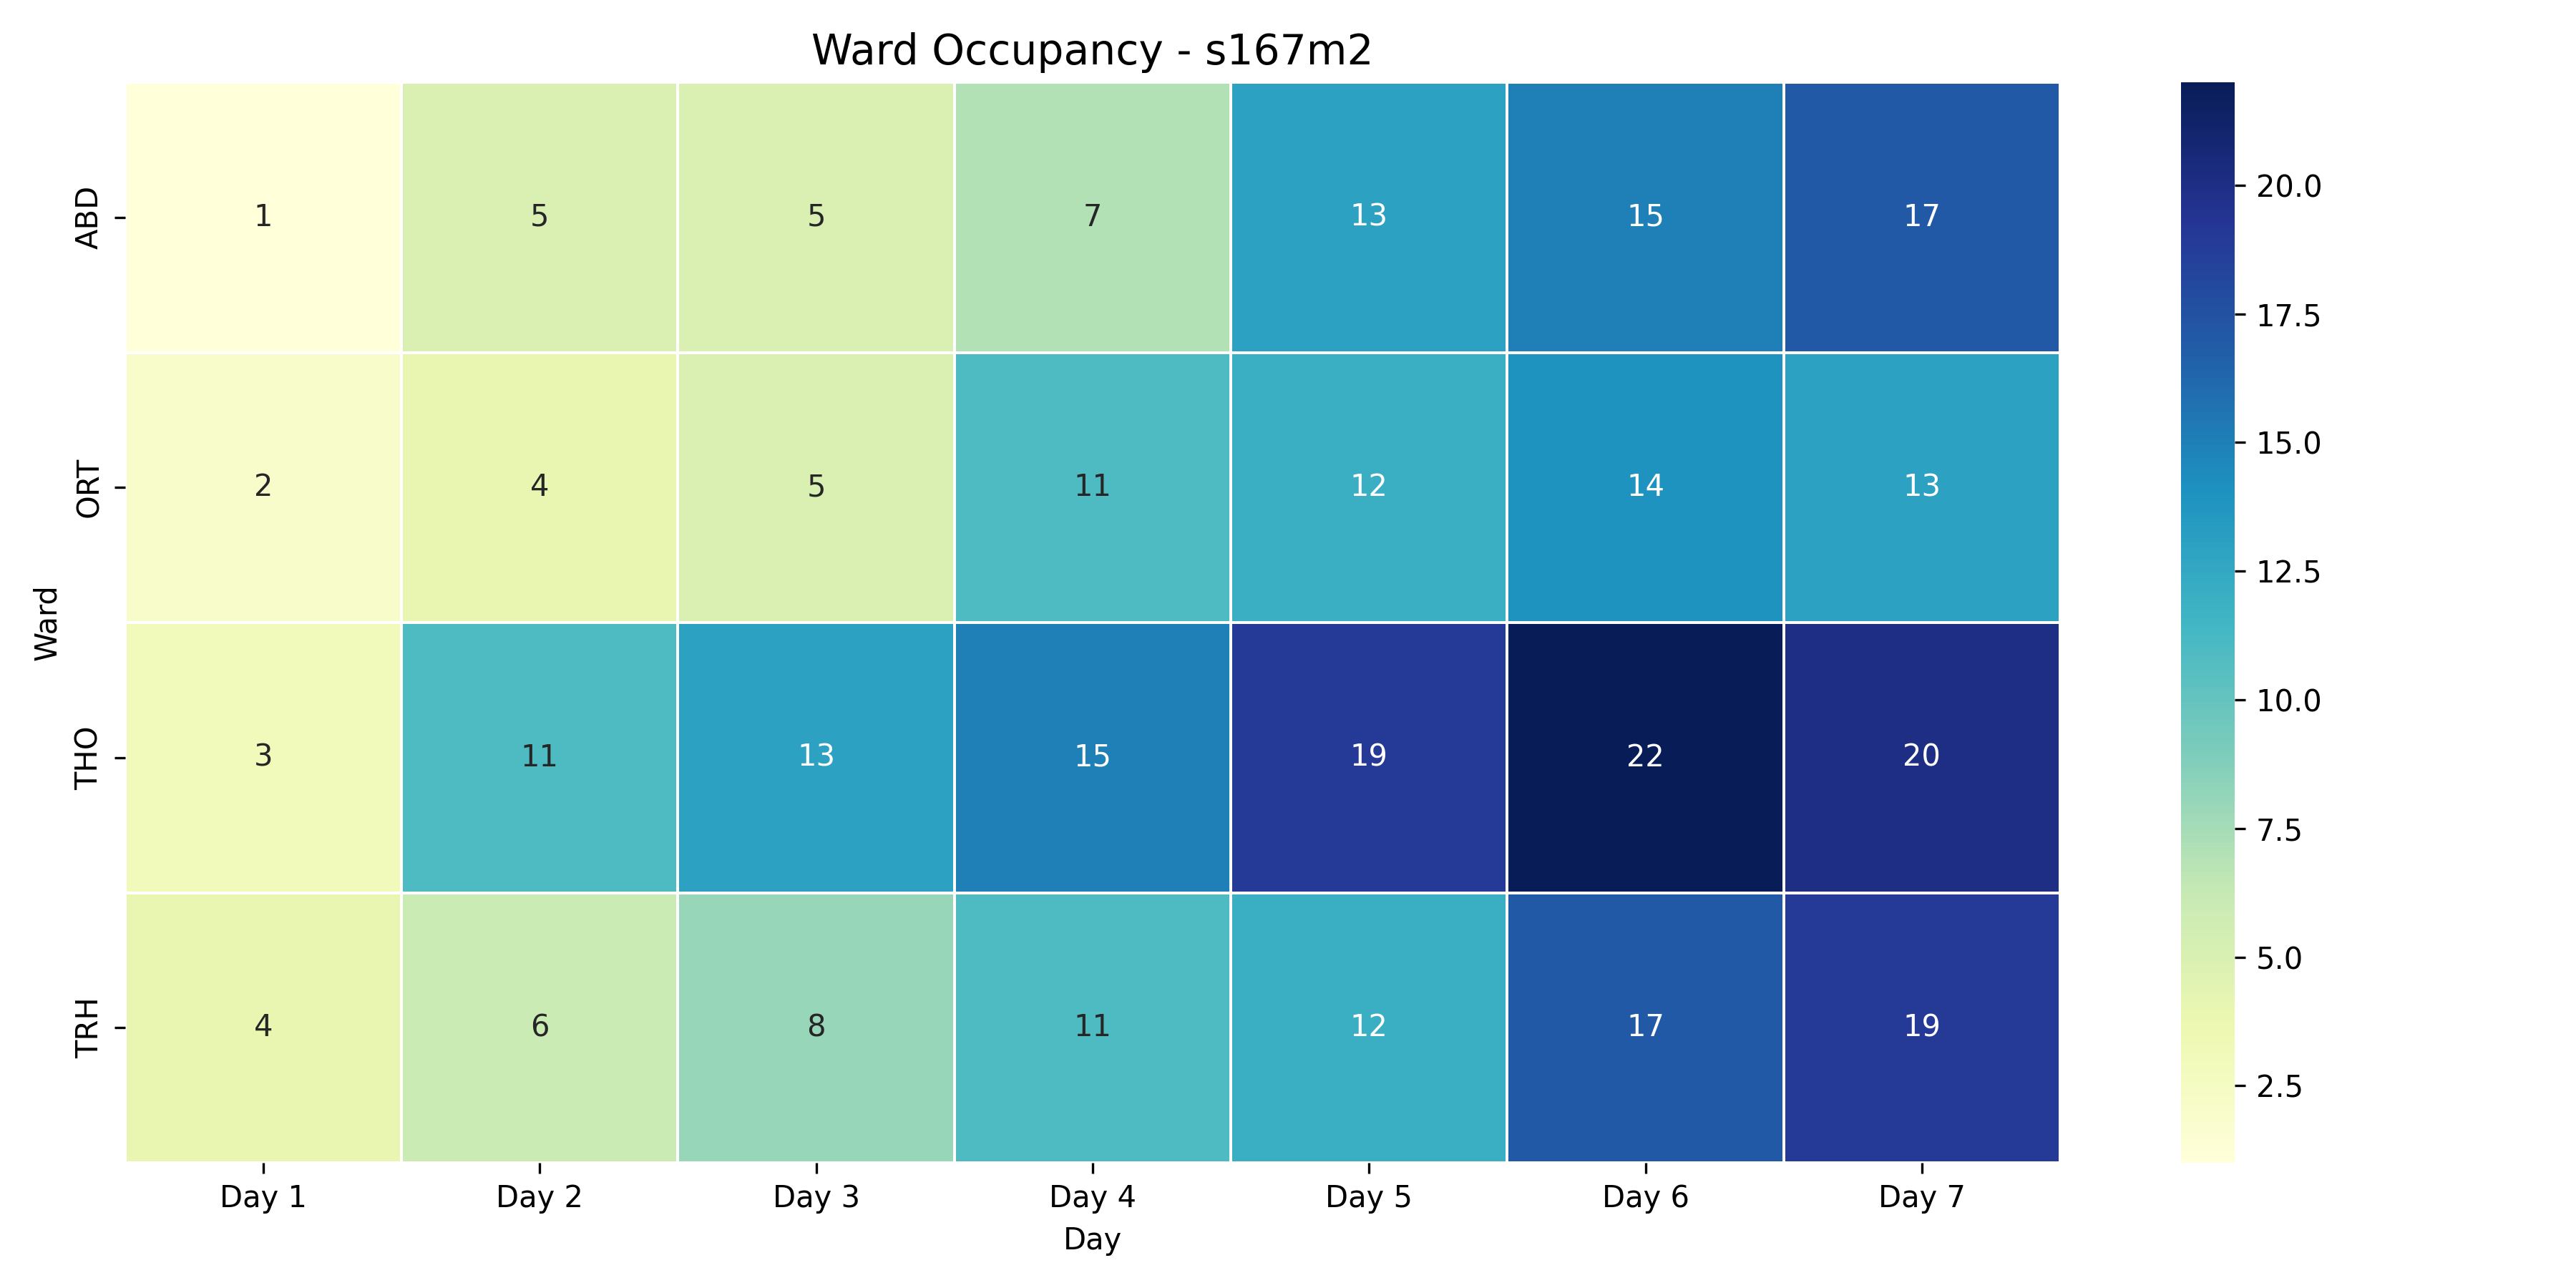 Ward Occupancy - s167m2
Ward
ABD 1 5 5 7 13 15 17
ORT 2 4 5 11 12 14 13
THO 3 11 13 15 19 22 20
TRH 4 6 8 11 12 17 19
Day 1 Day 2 Day 3 Day 4 Day 5 Day 6 Day 7
Day
20.0
17.5
15.0
12.5
10.0
7.5
5.0
2.5